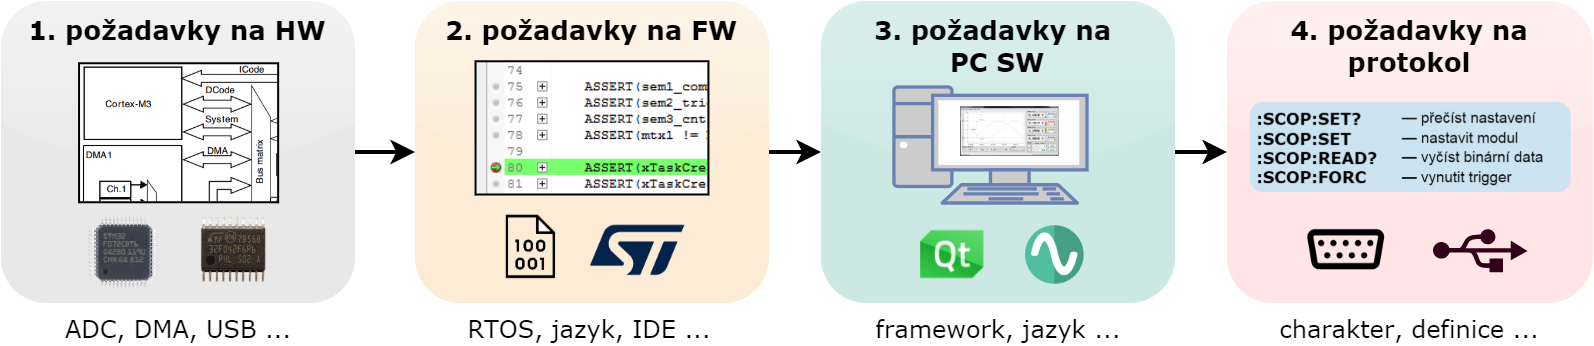 1. požadavky na HW
ICode
Cortex-M3
DCode
System
DMA
DMA1
Ch.1
Bus matrix
STM32
F072CBT6
32F042F6P6
ADC, DMA, USB ...
2. požadavky na FW
74
75 ASSERT(sem1_com
76 ASSERT(sem2_tri
77 ASSERT(sem3_cnt
78 ASSERT(mtx1 !=
79
80 ASSERT(xTaskCre
81 ASSERT(xTaskCre
100
001
ST
RTOS, jazyk, IDE ...
3. požadavky na
PC SW
Qt
framework, jazyk ...
4. požadavky na
protokol
:SCOP:SET? — přečíst nastavení
:SCOP:SET — nastavit modul
:SCOP:READ? — vyčíst binární data
:SCOP:FORC — vynutit trigger
charakter, definice ...